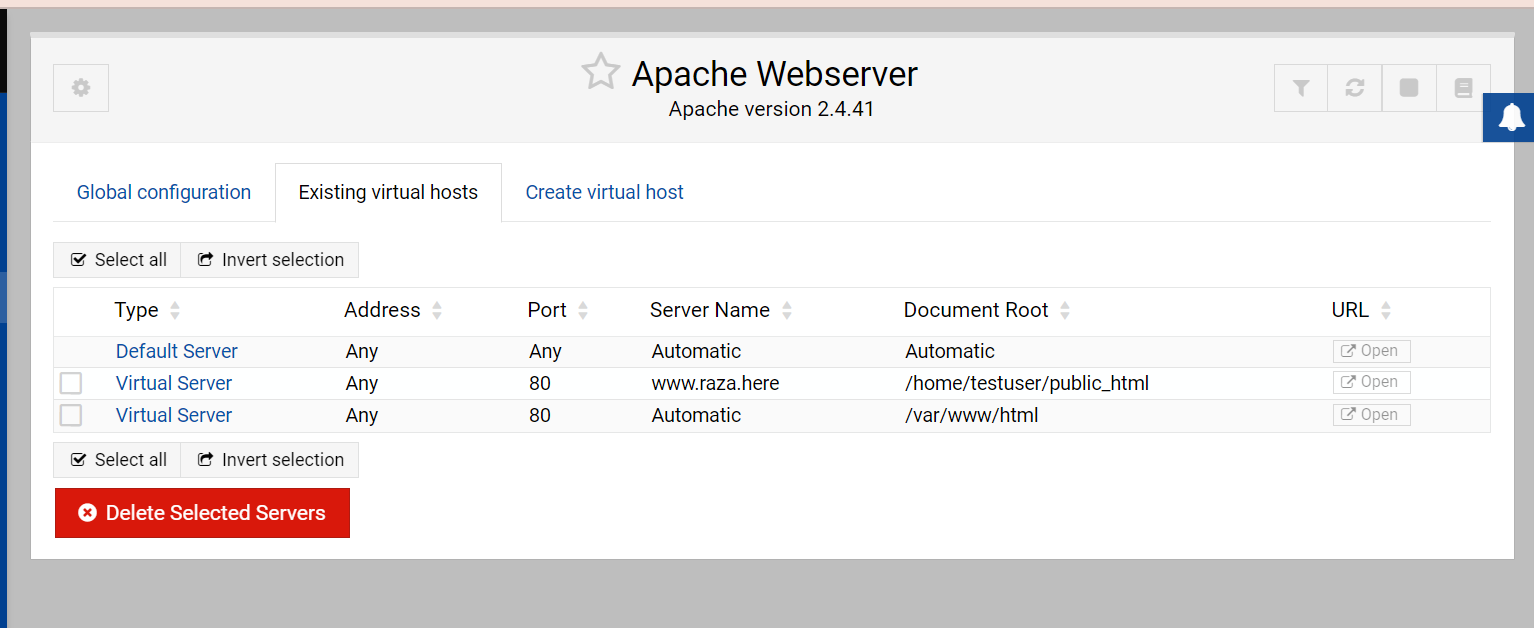 Apache Webserver
Apache version 2.4.41
Global configuration Existing virtual hosts Create virtual host
Select all Invert selection
Type Address Port Server Name Document Root URL
Default Server Any Any Automatic Automatic Open
Virtual Server Any 80 www.raza.here /home/testuser/public_html Open
Virtual Server Any 80 Automatic /var/www/html Open
Select all Invert selection
Delete Selected Servers